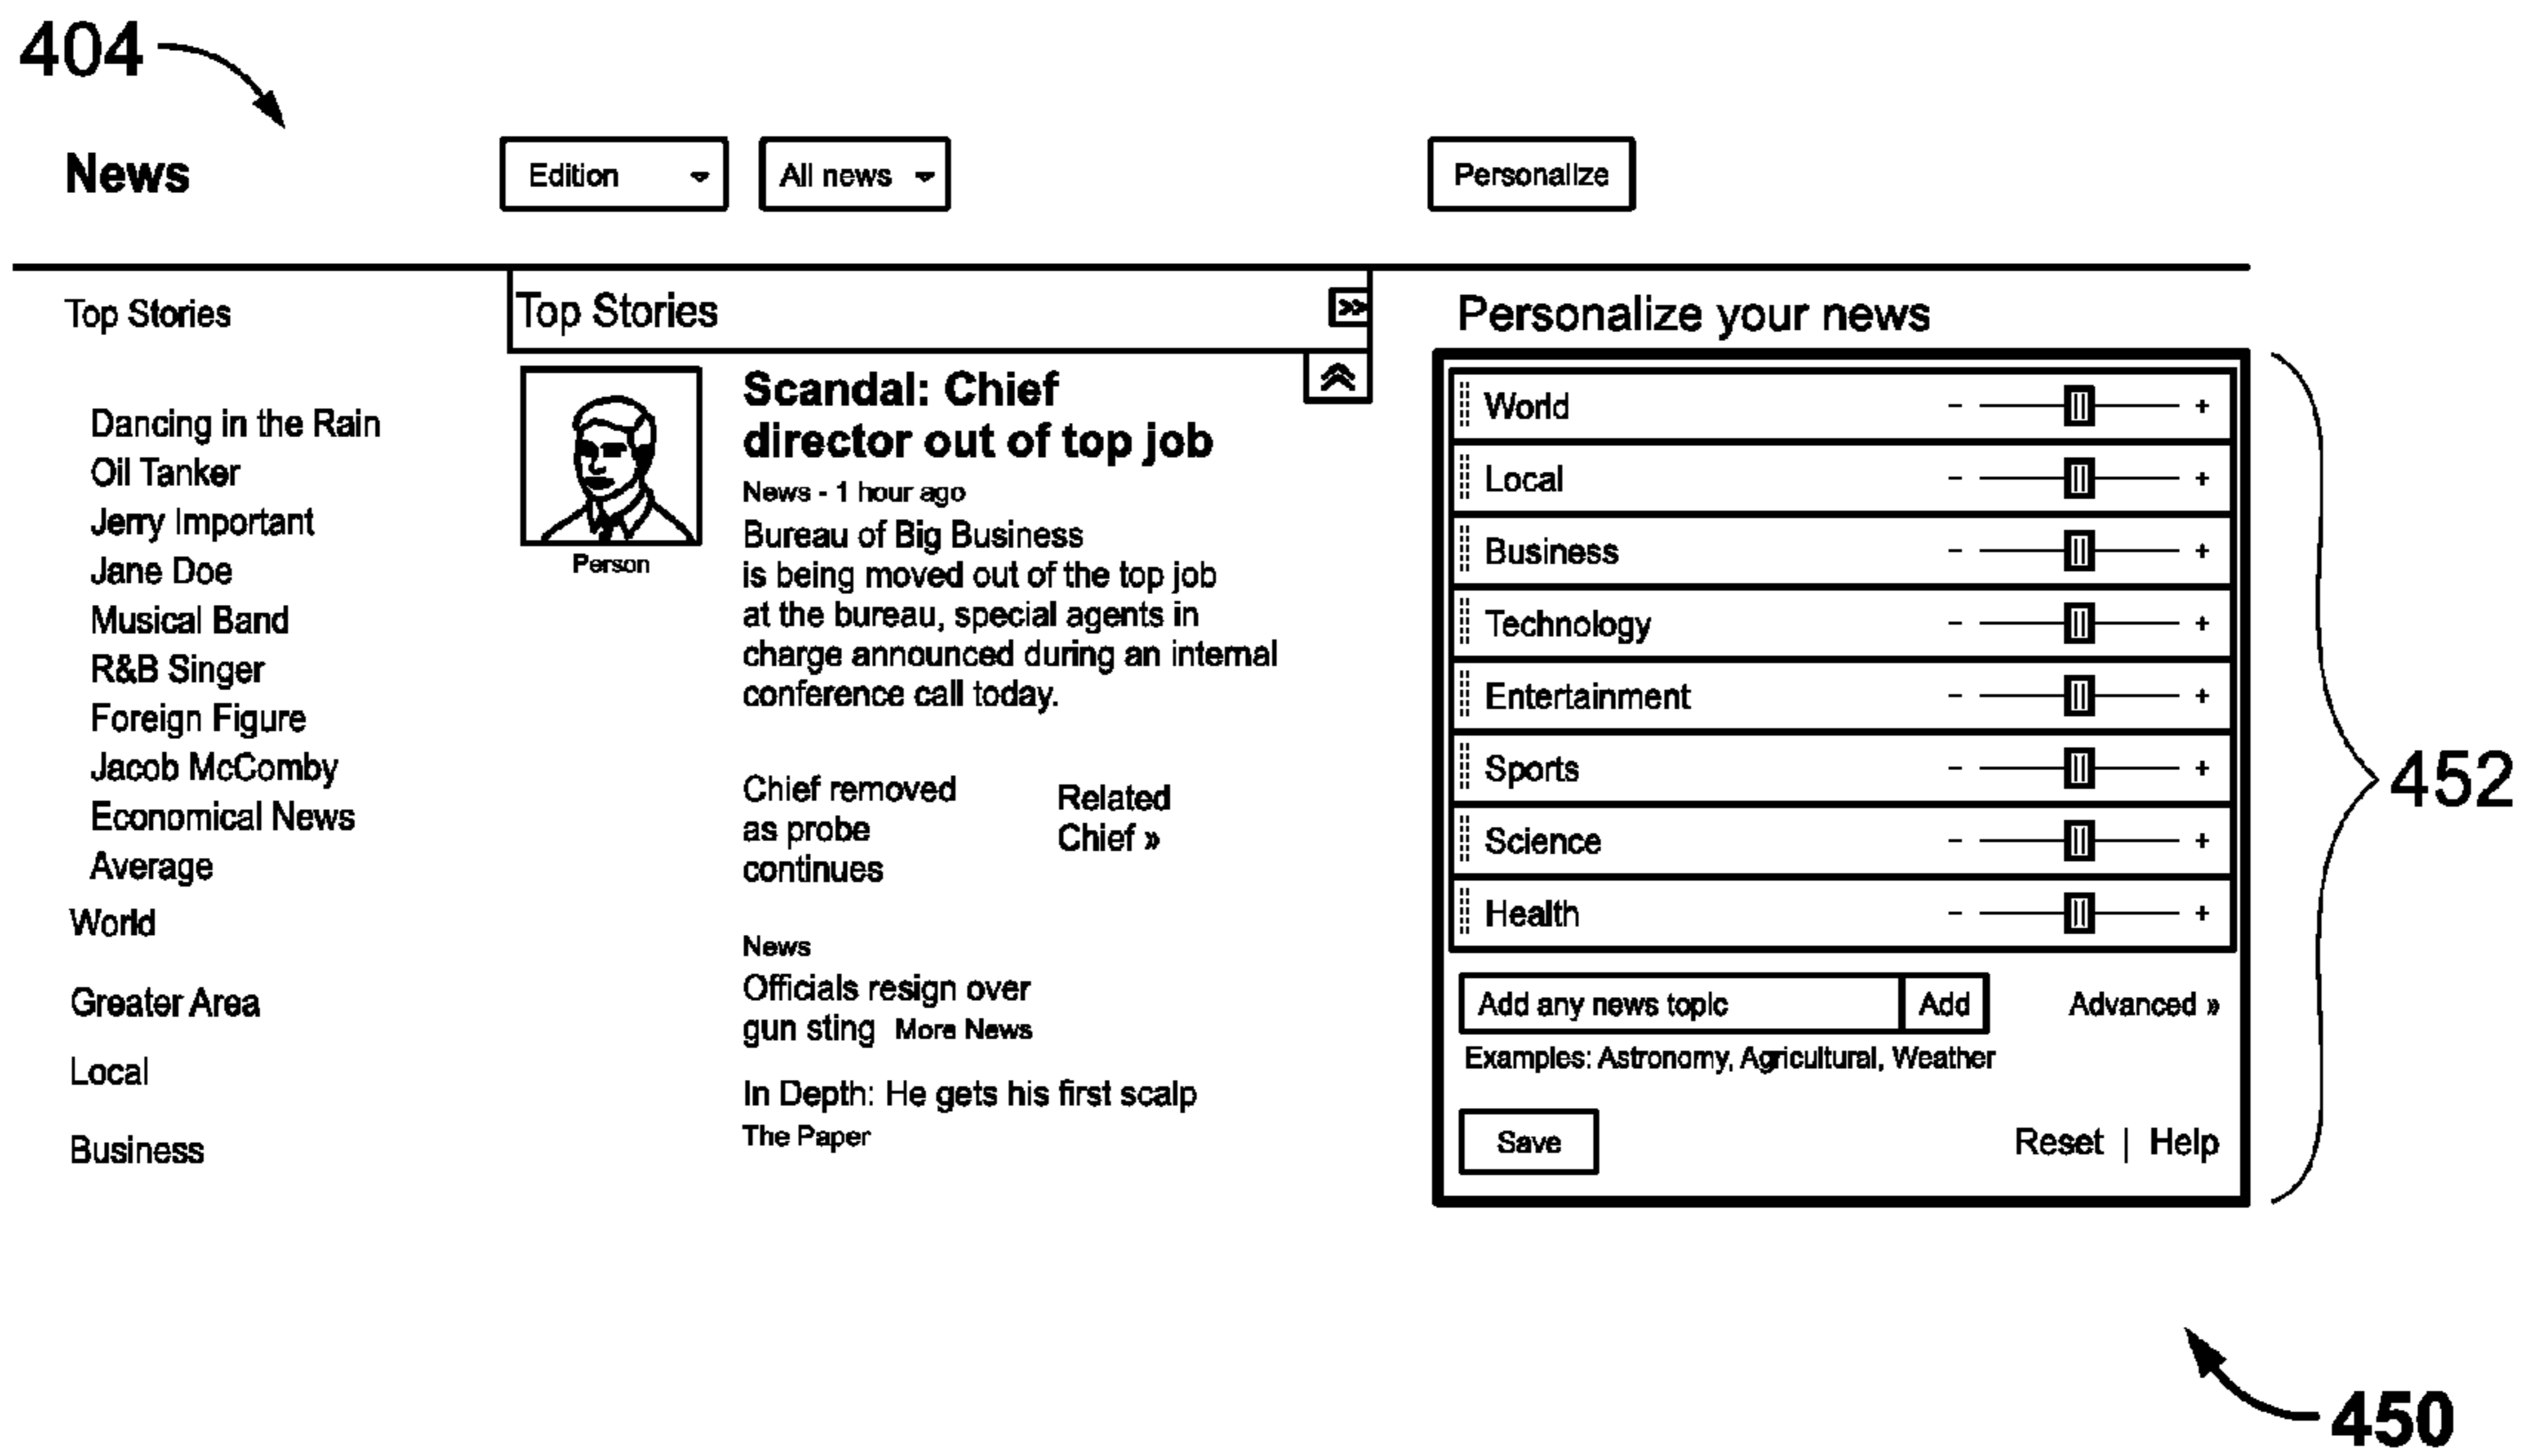 404
News
Edition
All news
Personalize
Top Stories
Dancing in the Rain
Oil Tanker
Jerry Important
Jane Doe
Musical Band
R&B Singer
Foreign Figure
Jacob McComby
Economical News
Average
World
Greater Area
Local
Business
Top Stories
»
Person
Scandal: Chief
director out of top job
News - 1 hour ago
Bureau of Big Business
is being moved out of the top job
at the bureau, special agents in
charge announced during an internal
conference call today.
Chief removed
as probe
continues
Related
Chief »
News
Officials resign over
gun sting More News
In Depth: He gets his first scalp
The Paper
Personalize your news
World - +
Local - +
Business - +
Technology - +
Entertainment - +
Sports - +
Science - +
Health - +
Add any news topic Add Advanced »
Examples: Astronomy, Agricultural, Weather
Save Reset | Help
452
450